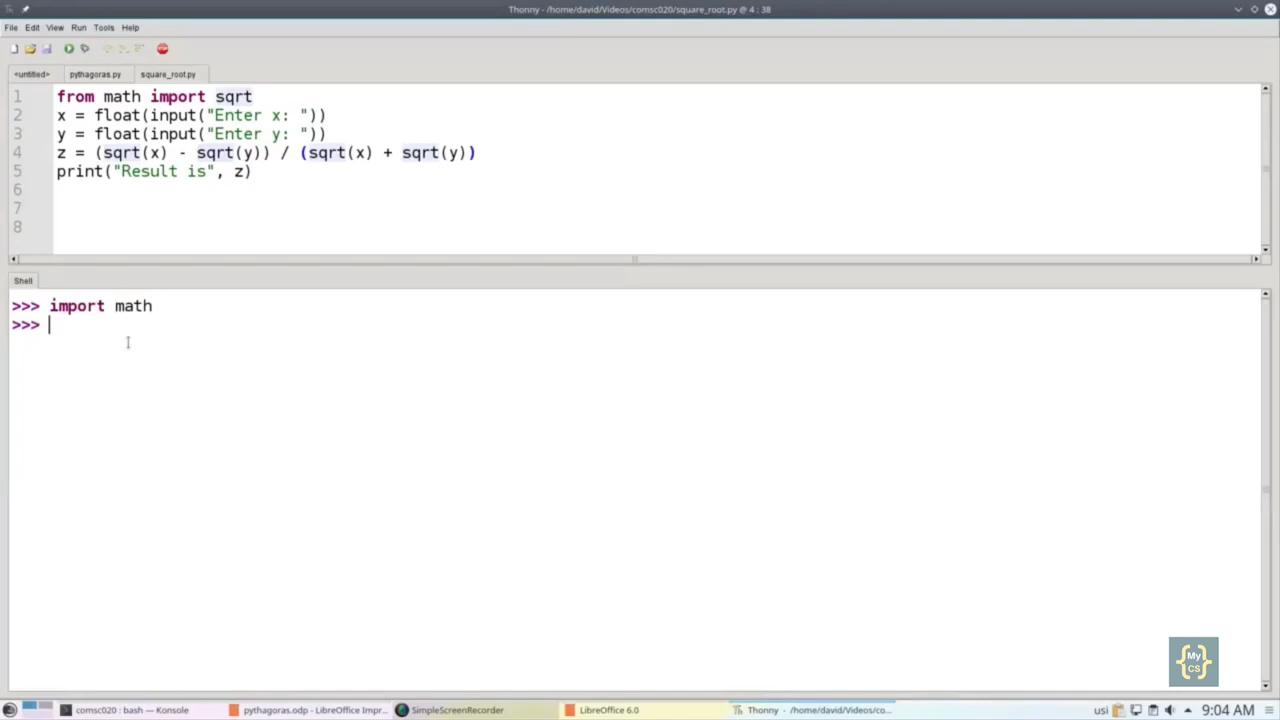 Thonny - /home/david/Videos/comsc020/square_root.py @ 4 : 38
File Edit View Run Tools Help
<untitled> pythagoras.py square_root.py
1 from math import sqrt
2 x = float(input("Enter x: "))
3 y = float(input("Enter y: "))
4 z = (sqrt(x) - sqrt(y)) / (sqrt(x) + sqrt(y))
5 print("Result is", z)
6
7
8
Shell
>>> import math
>>>
{My CS}
comsc020 : bash — Konsole pythagoras.odp - LibreOffice Impr... SimpleScreenRecorder LibreOffice 6.0 Thonny - /home/david/Videos/co... usi 9:04 AM